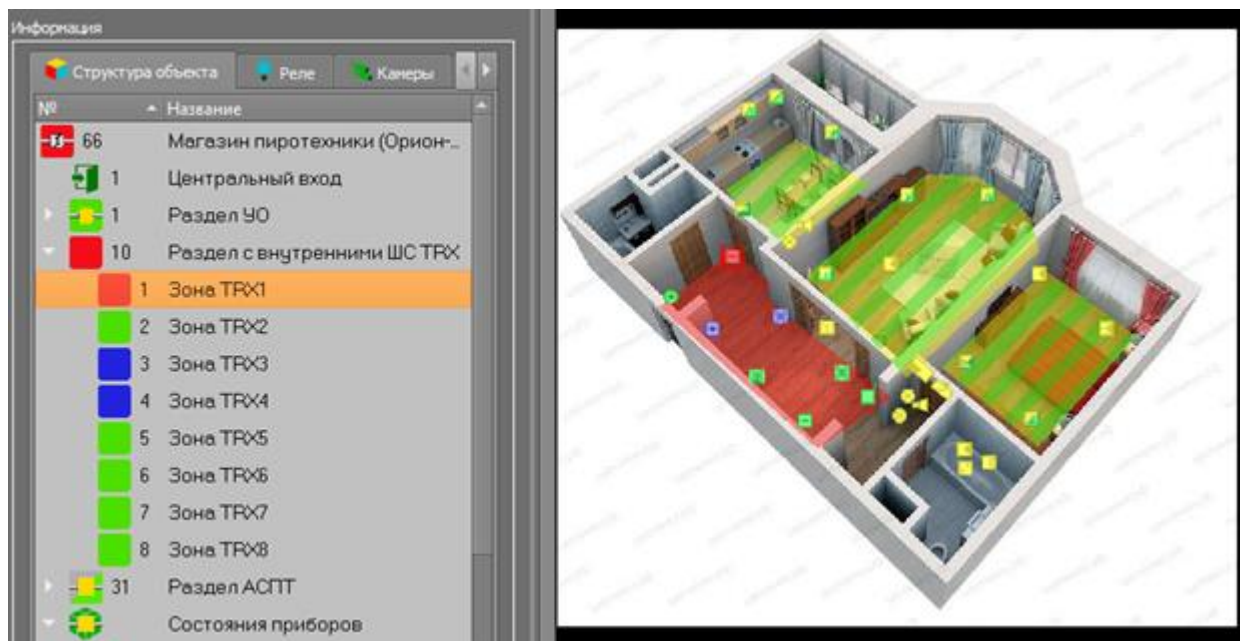 Информация
Структура объекта Реле Камеры
№ Название
66 Магазин пиротехники (Орион-...
1 Центральный вход
1 Раздел УО
10 Раздел с внутренними ШС TRX
1 Зона TRX1
2 Зона TRX2
3 Зона TRX3
4 Зона TRX4
5 Зона TRX5
6 Зона TRX6
7 Зона TRX7
8 Зона TRX8
31 Раздел АСПТ
Состояния приборов